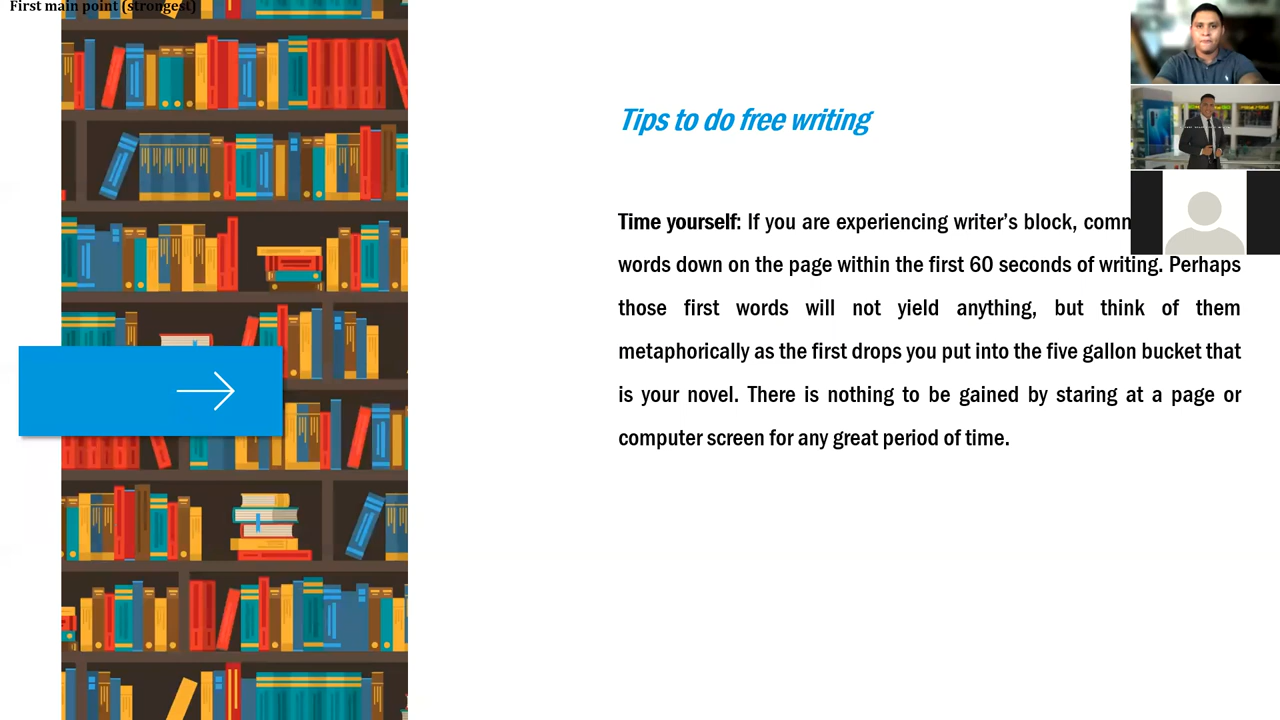 First main point (strongest)
Tips to do free writing
Time yourself: If you are experiencing writer's block,
words down on the page within the first 60 seconds of writing. Perhaps
those first words will not yield anything, but think of them
metaphorically as the first drops you put into the five gallon bucket that
is your novel. There is nothing to be gained by staring at a page or
computer screen for any great period of time.